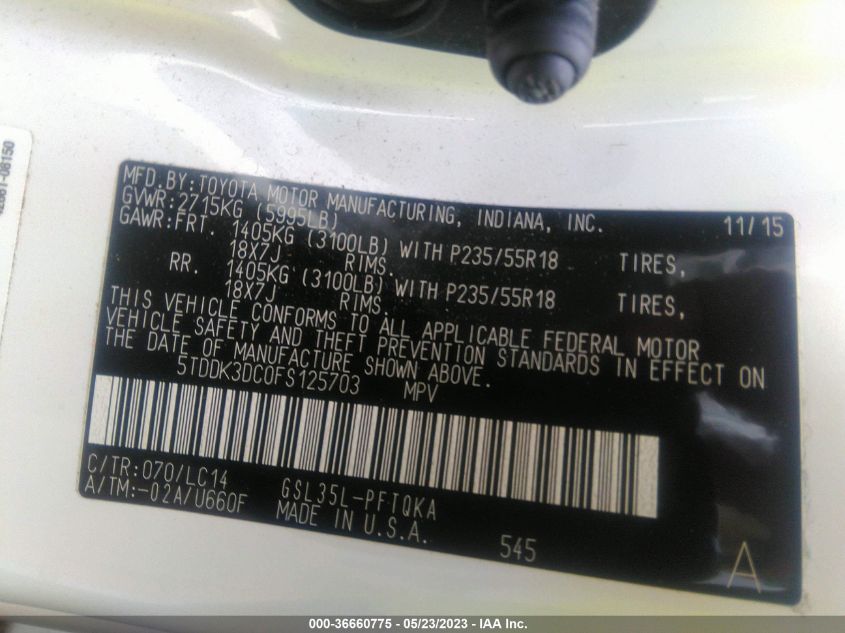 42661-08150
MFD.BY:TOYOTA MOTOR MANUFACTURING, INDIANA, INC. 11/15
GVWR:2715KG (5995LB)
GAWR:FRT. 1405KG (3100LB) WITH P235/55R18 TIRES,
18X7J RIMS.
RR. 1405KG (3100LB) WITH P235/55R18 TIRES,
18X7J RIMS.
THIS VEHICLE CONFORMS TO ALL APPLICABLE FEDERAL MOTOR
VEHICLE SAFETY AND THEFT PREVENTION STANDARDS IN EFFECT ON
THE DATE OF MANUFACTURE SHOWN ABOVE.
5TDDK3DC0FS125703 MPV
C/TR:070/LC14 GSL35L-PFTQKA
A/TM:-02A/U660F MADE IN U.S.A.
545
A
000-36660775 — 05/23/2023 — IAA Inc.